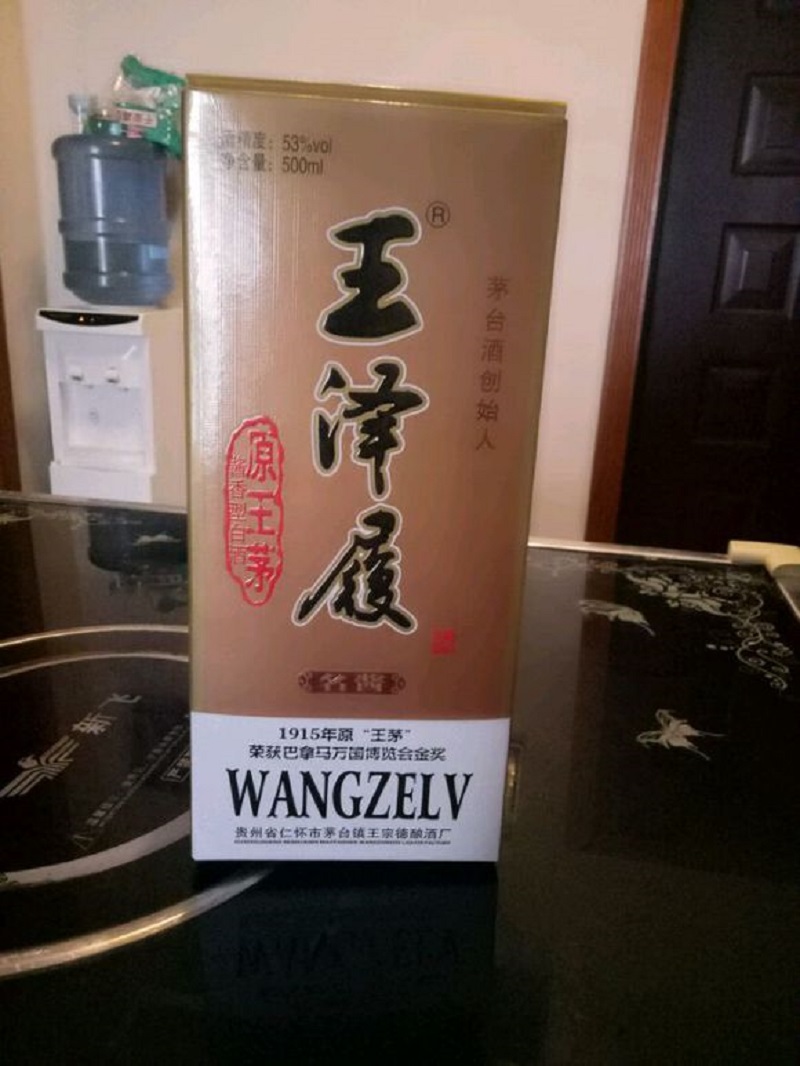 酒精度：53%vol
净含量：500ml
王泽履
®
茅台酒创始人
原王茅
酱香型白酒
名酱
1915年原“王茅”
荣获巴拿马万国博览会金奖
WANGZELV
贵州省仁怀市茅台镇王宗德酿酒厂
新飞